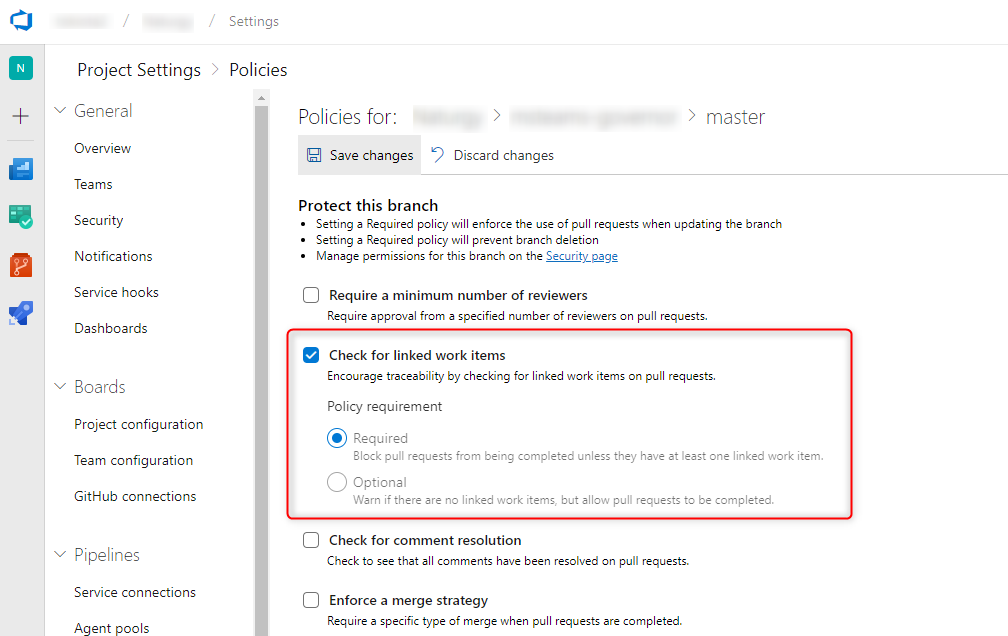 / / Settings
N
Project Settings > Policies
General
Overview
Teams
Security
Notifications
Service hooks
Dashboards
Boards
Project configuration
Team configuration
GitHub connections
Pipelines
Service connections
Agent pools
Policies for: > > master
Save changes Discard changes
Protect this branch
• Setting a Required policy will enforce the use of pull requests when updating the branch
• Setting a Required policy will prevent branch deletion
• Manage permissions for this branch on the Security page
Require a minimum number of reviewers
Require approval from a specified number of reviewers on pull requests.
Check for linked work items
Encourage traceability by checking for linked work items on pull requests.
Policy requirement
Required
Block pull requests from being completed unless they have at least one linked work item.
Optional
Warn if there are no linked work items, but allow pull requests to be completed.
Check for comment resolution
Check to see that all comments have been resolved on pull requests.
Enforce a merge strategy
Require a specific type of merge when pull requests are completed.